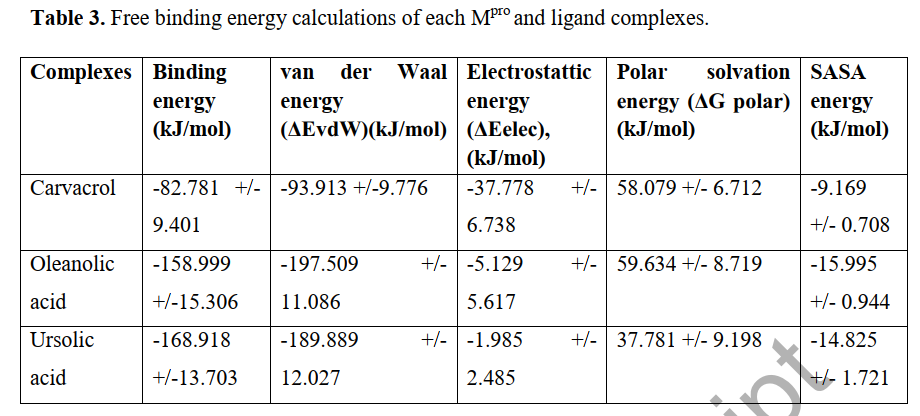 Table 3. Free binding energy calculations of each Mpro and ligand complexes.
Complexes Binding energy (kJ/mol) van der Waal energy (ΔEvdW)(kJ/mol) Electrostattic energy (ΔEelec), (kJ/mol) Polar solvation energy (ΔG polar) (kJ/mol) SASA energy (kJ/mol)
Carvacrol -82.781 +/- 9.401 -93.913 +/-9.776 -37.778 +/- 6.738 58.079 +/- 6.712 -9.169 +/- 0.708
Oleanolic acid -158.999 +/-15.306 -197.509 +/- 11.086 -5.129 +/- 5.617 59.634 +/- 8.719 -15.995 +/- 0.944
Ursolic acid -168.918 +/-13.703 -189.889 +/- 12.027 -1.985 +/- 2.485 37.781 +/- 9.198 -14.825 +/- 1.721
ipt